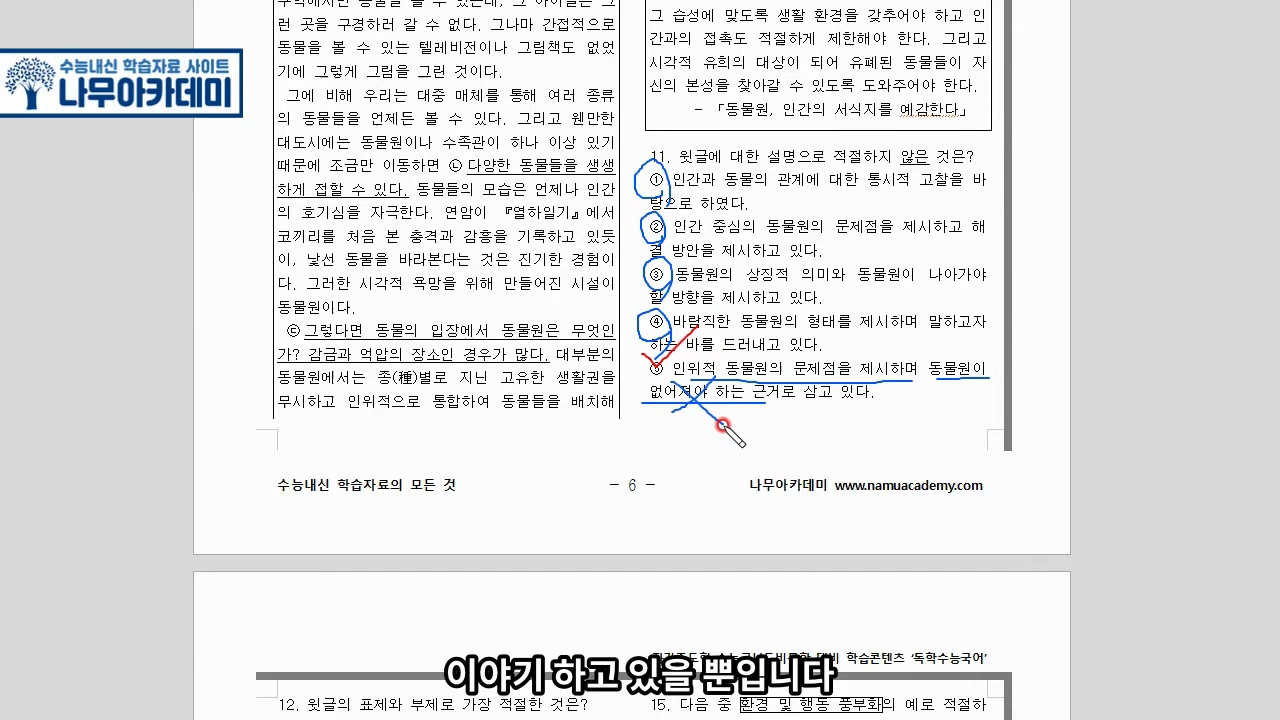 수능내신 학습자료 사이트
나무아카데미
런 곳을 구경하러 갈 수 없다. 그나마 간접적으로
동물을 볼 수 있는 텔레비전이나 그림책도 없었
기에 그렇게 그림을 그린 것이다.
그에 비해 우리는 대중 매체를 통해 여러 종류
의 동물들을 언제든 볼 수 있다. 그리고 웬만한
대도시에는 동물원이나 수족관이 하나 이상 있기
때문에 조금만 이동하면 ㉡ 다양한 동물들을 생생
하게 접할 수 있다. 동물들의 모습은 언제나 인간
의 호기심을 자극한다. 연암이 『열하일기』에서
코끼리를 처음 본 충격과 감흥을 기록하고 있듯
이, 낯선 동물을 바라본다는 것은 진기한 경험이
다. 그러한 시각적 욕망을 위해 만들어진 시설이
동물원이다.
㉢ 그렇다면 동물의 입장에서 동물원은 무엇인
가? 감금과 억압의 장소인 경우가 많다. 대부분의
동물원에서는 종(種)별로 지닌 고유한 생활권을
무시하고 인위적으로 통합하여 동물들을 배치해
그 습성에 맞도록 생활 환경을 갖추어야 하고 인
간과의 접촉도 적절하게 제한해야 한다. 그리고
시각적 유희의 대상이 되어 유폐된 동물들이 자
신의 본성을 찾아갈 수 있도록 도와주어야 한다.
- 「동물원, 인간의 서식지를 예감한다」
11. 윗글에 대한 설명으로 적절하지 않은 것은?
① 인간과 동물의 관계에 대한 통시적 고찰을 바
탕으로 하였다.
② 인간 중심의 동물원의 문제점을 제시하고 해
결 방안을 제시하고 있다.
③ 동물원의 상징적 의미와 동물원이 나아가야
할 방향을 제시하고 있다.
④ 바람직한 동물원의 형태를 제시하며 말하고자
하는 바를 드러내고 있다.
⑤ 인위적 동물원의 문제점을 제시하며 동물원이
없어져야 하는 근거로 삼고 있다.
수능내신 학습자료의 모든 것
- 6 -
나무아카데미 www.namuacademy.com
학습콘텐츠 '독학수능국어'
이야기 하고 있을 뿐입니다
12. 윗글의 표제와 부제로 가장 적절한 것은?
15. 다음 중 환경 및 행동 풍부화의 예로 적절하